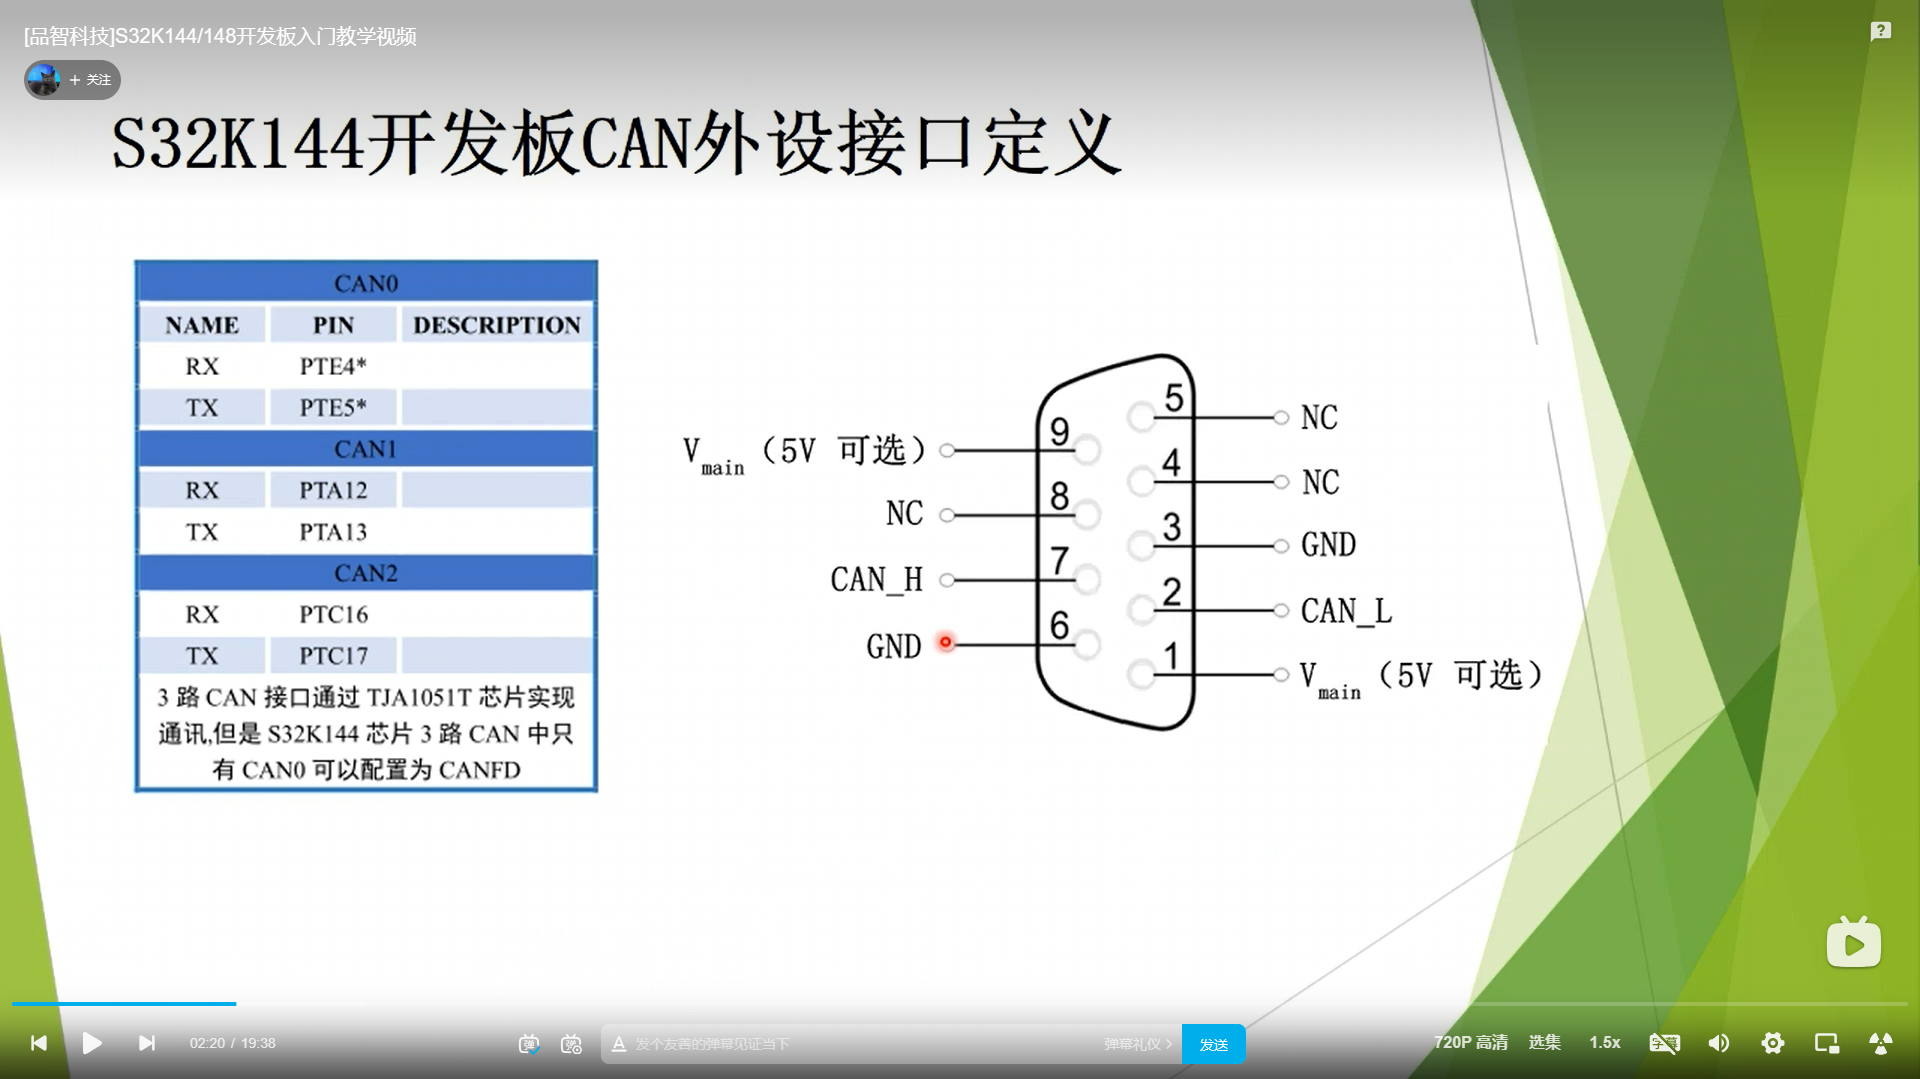 [品智科技]S32K144/148开发板入门教学视频
+ 关注
S32K144开发板CAN外设接口定义
CAN0
NAME PIN DESCRIPTION
RX PTE4*
TX PTE5*
CAN1
RX PTA12
TX PTA13
CAN2
RX PTC16
TX PTC17
3 路 CAN 接口通过 TJA1051T 芯片实现
通讯,但是 S32K144 芯片 3 路 CAN 中只
有 CAN0 可以配置为 CANFD
5 NC
Vmain（5V 可选） 9
4 NC
NC 8
3 GND
CAN_H 7
2 CAN_L
GND 6
1 Vmain（5V 可选）
02:20 / 19:38
弹
弹
A 发个友善的弹幕见证当下
弹幕礼仪 >
发送
720P 高清
选集
1.5x
字幕